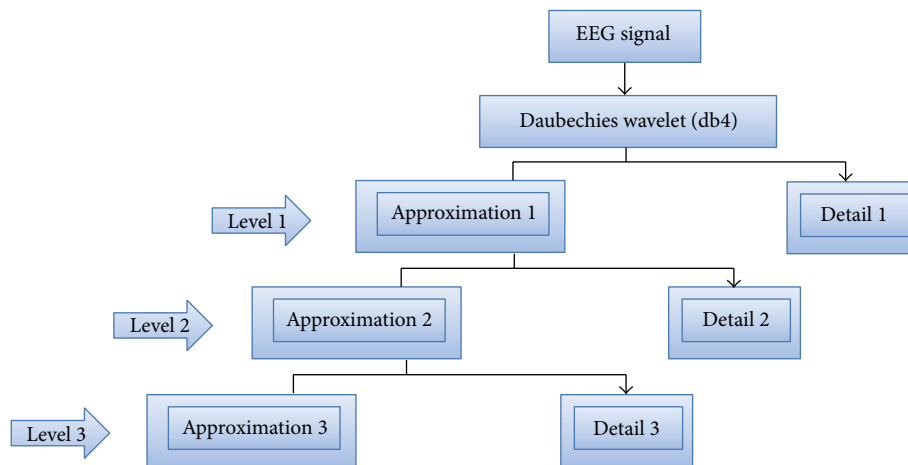 EEG signal
Daubechies wavelet (db4)
Level 1
Approximation 1
Detail 1
Level 2
Approximation 2
Detail 2
Level 3
Approximation 3
Detail 3